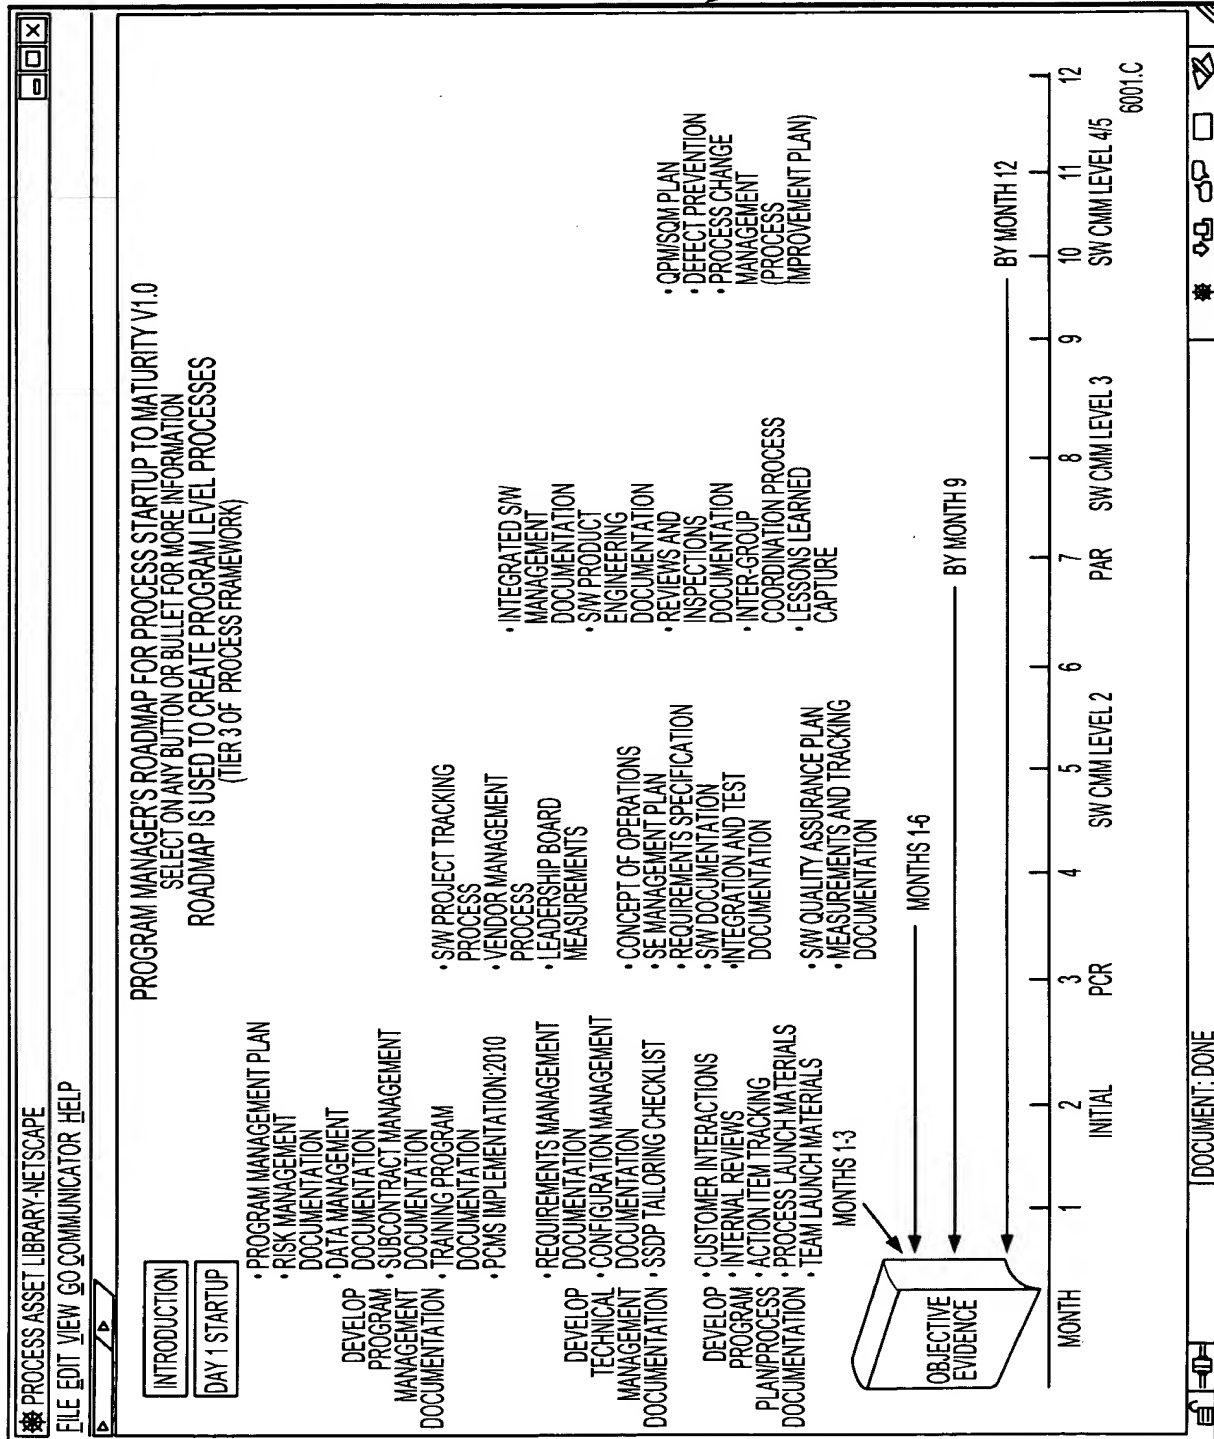 PROCESS ASSET LIBRARY-NETSCAPE
FILE EDIT VIEW GO COMMUNICATOR HELP
PROGRAM MANAGER'S ROADMAP FOR PROCESS STARTUP TO MATURITY V1.0
SELECT ON ANY BUTTON OR BULLET FOR MORE INFORMATION
ROADMAP IS USED TO CREATE PROGRAM LEVEL PROCESSES
(TIER 3 OF PROCESS FRAMEWORK)
INTRODUCTION
DAY 1 STARTUP
DEVELOP
PROGRAM
MANAGEMENT
DOCUMENTATION
• PROGRAM MANAGEMENT PLAN
• RISK MANAGEMENT
DOCUMENTATION
• DATA MANAGEMENT
DOCUMENTATION
• SUBCONTRACT MANAGEMENT
DOCUMENTATION
• TRAINING PROGRAM
DOCUMENTATION
• PCMS IMPLEMENTATION:2010
• S/W PROJECT TRACKING
PROCESS
• VENDOR MANAGEMENT
PROCESS
• LEADERSHIP BOARD
MEASUREMENTS
• INTEGRATED S/W
MANAGEMENT
DOCUMENTATION
• S/W PRODUCT
ENGINEERING
DOCUMENTATION
• REVIEWS AND
INSPECTIONS
DOCUMENTATION
• INTER-GROUP
COORDINATION PROCESS
• LESSONS LEARNED
CAPTURE
• QPM/SQM PLAN
• DEFECT PREVENTION
• PROCESS CHANGE
MANAGEMENT
(PROCESS
IMPROVEMENT PLAN)
DEVELOP
TECHNICAL
MANAGEMENT
DOCUMENTATION
• REQUIREMENTS MANAGEMENT
DOCUMENTATION
• CONFIGURATION MANAGEMENT
DOCUMENTATION
• SSDP TAILORING CHECKLIST
• CONCEPT OF OPERATIONS
• SE MANAGEMENT PLAN
• REQUIREMENTS SPECIFICATION
• S/W DOCUMENTATION
• INTEGRATION AND TEST
DOCUMENTATION
DEVELOP
PROGRAM
PLAN/PROCESS
DOCUMENTATION
• CUSTOMER INTERACTIONS
• INTERNAL REVIEWS
• ACTION ITEM TRACKING
• PROCESS LAUNCH MATERIALS
• TEAM LAUNCH MATERIALS
• S/W QUALITY ASSURANCE PLAN
• MEASUREMENTS AND TRACKING
DOCUMENTATION
OBJECTIVE
EVIDENCE
MONTHS 1-3
MONTHS 1-6
BY MONTH 9
BY MONTH 12
MONTH 1 2 3 4 5 6 7 8 9 10 11 12
INITIAL PCR SW CMM LEVEL 2 PAR SW CMM LEVEL 3 SW CMM LEVEL 4/5
6001.C
DOCUMENT: DONE